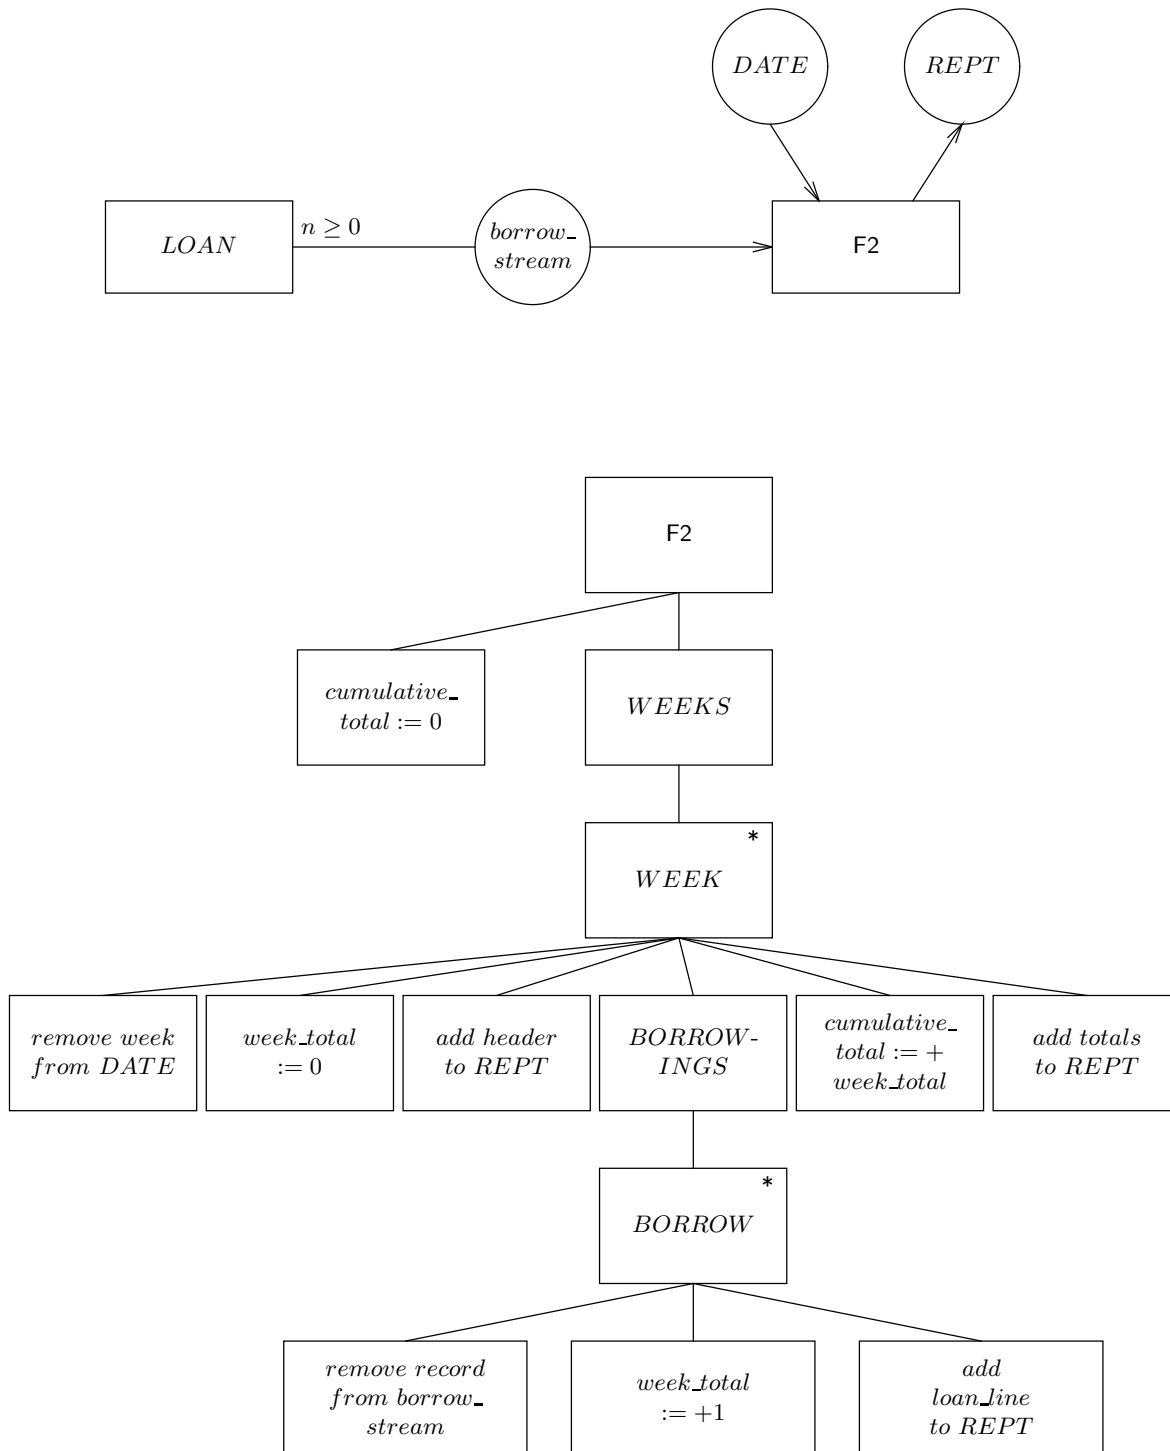 DATE
REPT
LOAN
n ≥ 0
borrow_
stream
F2
F2
cumulative_
total := 0
WEEKS
*
WEEK
remove week
from DATE
week_total
:= 0
add header
to REPT
BORROW-
INGS
cumulative_
total := +
week_total
add totals
to REPT
*
BORROW
remove record
from borrow_
stream
week_total
:= +1
add
loan_line
to REPT